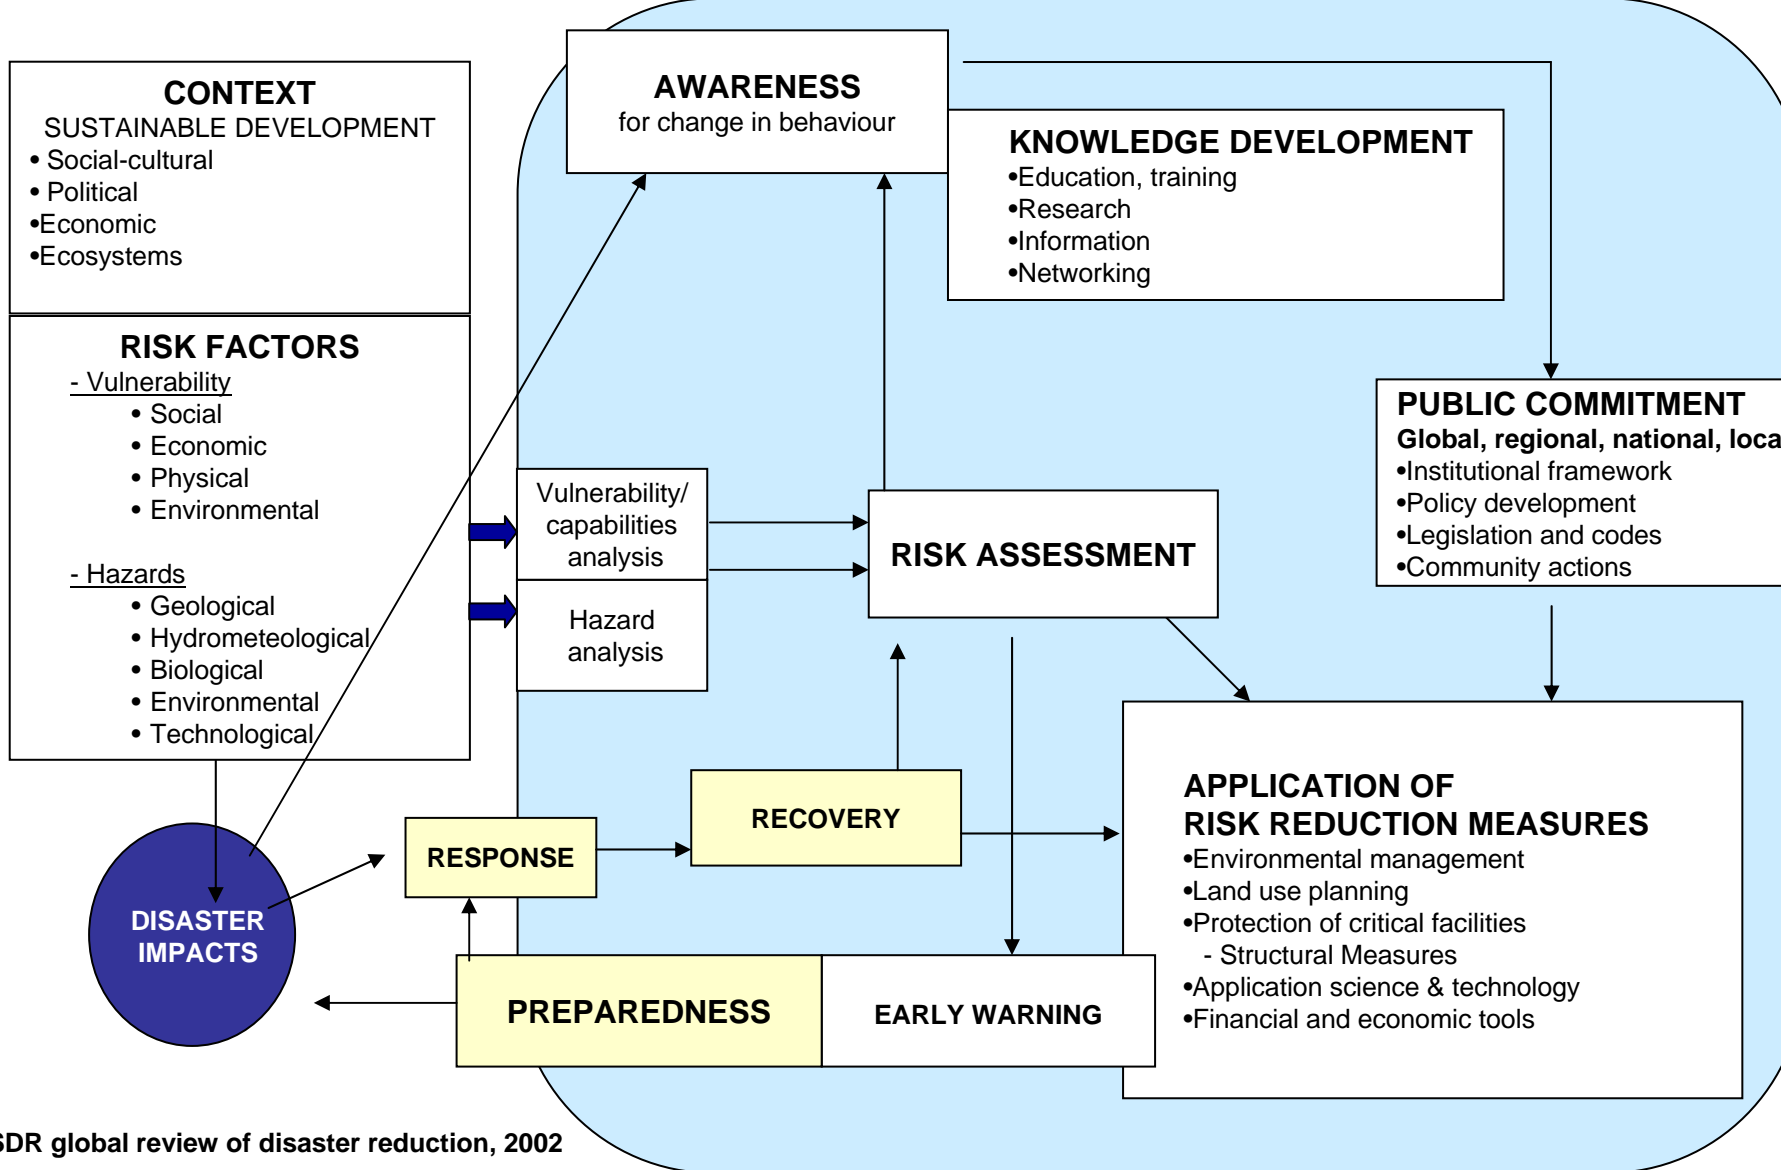 CONTEXT
SUSTAINABLE DEVELOPMENT
• Social-cultural
• Political
•Economic
•Ecosystems
RISK FACTORS
- Vulnerability
• Social
• Economic
• Physical
• Environmental
- Hazards
• Geological
• Hydrometeological
• Biological
• Environmental
• Technological
AWARENESS
for change in behaviour
KNOWLEDGE DEVELOPMENT
•Education, training
•Research
•Information
•Networking
PUBLIC COMMITMENT
Global, regional, national, loca
•Institutional framework
•Policy development
•Legislation and codes
•Community actions
Vulnerability/
capabilities
analysis
Hazard
analysis
RISK ASSESSMENT
RECOVERY
RESPONSE
DISASTER
IMPACTS
PREPAREDNESS
EARLY WARNING
APPLICATION OF
RISK REDUCTION MEASURES
•Environmental management
•Land use planning
•Protection of critical facilities
- Structural Measures
•Application science & technology
•Financial and economic tools
SDR global review of disaster reduction, 2002